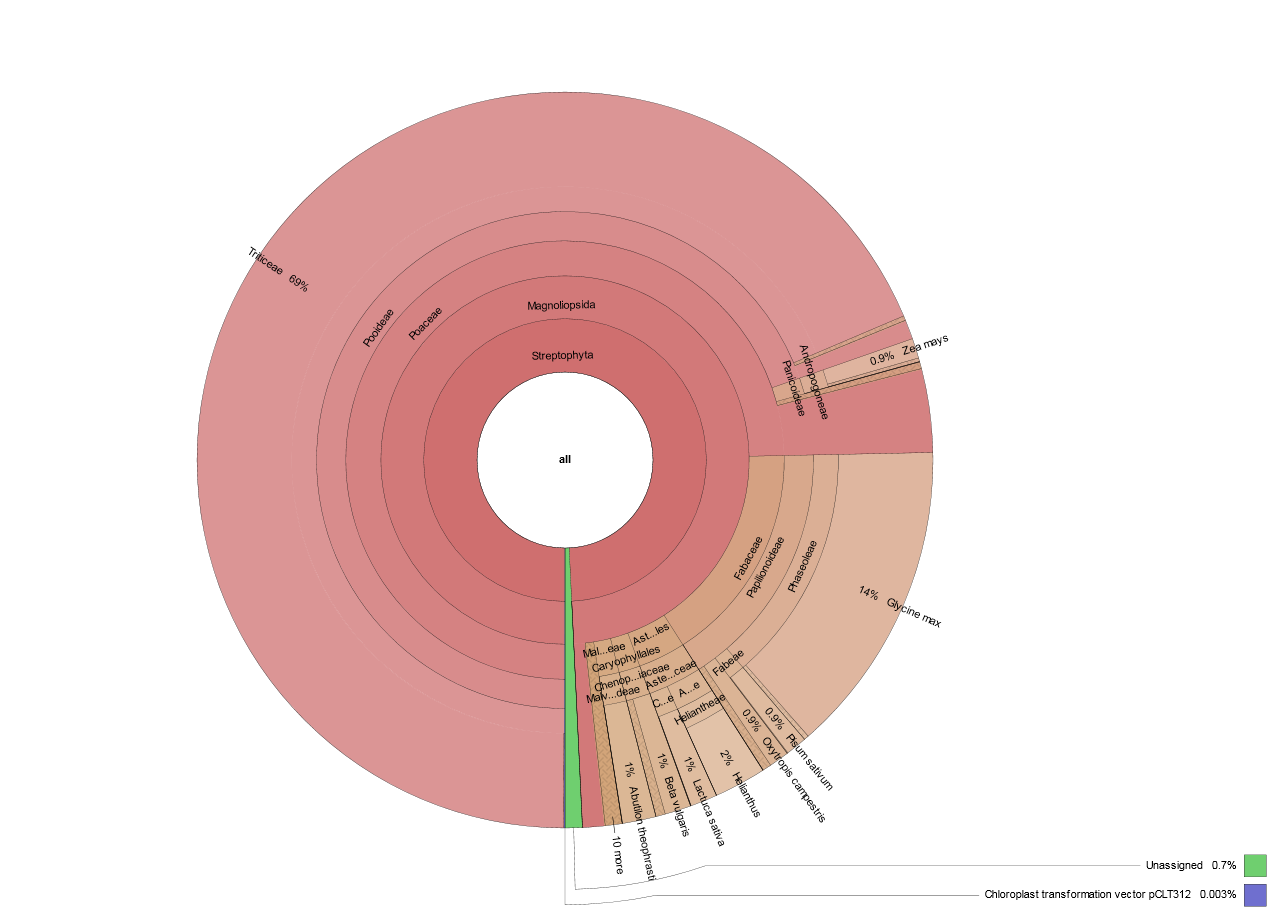 Triticeae 69%
Pooideae
Poaceae
Magnoliopsida
Streptophyta
all
Panicoideae
Andropogoneae
0.9% Zea mays
Fabaceae
Papilionoideae
Phaseoleae
14% Glycine max
Fabeae
0.9% Pisum sativum
0.9% Oxytropis campestris
Mal...eae
Ast...les
Caryophyllales
Chenop...iaceae
Aste...ceae
Malv...deae
C...e
A...e
Heliantheae
2% Helianthus
1% Lactuca sativa
1% Beta vulgaris
1% Abutilon theophrasti
10 more
Unassigned 0.7%
Chloroplast transformation vector pCLT312 0.003%